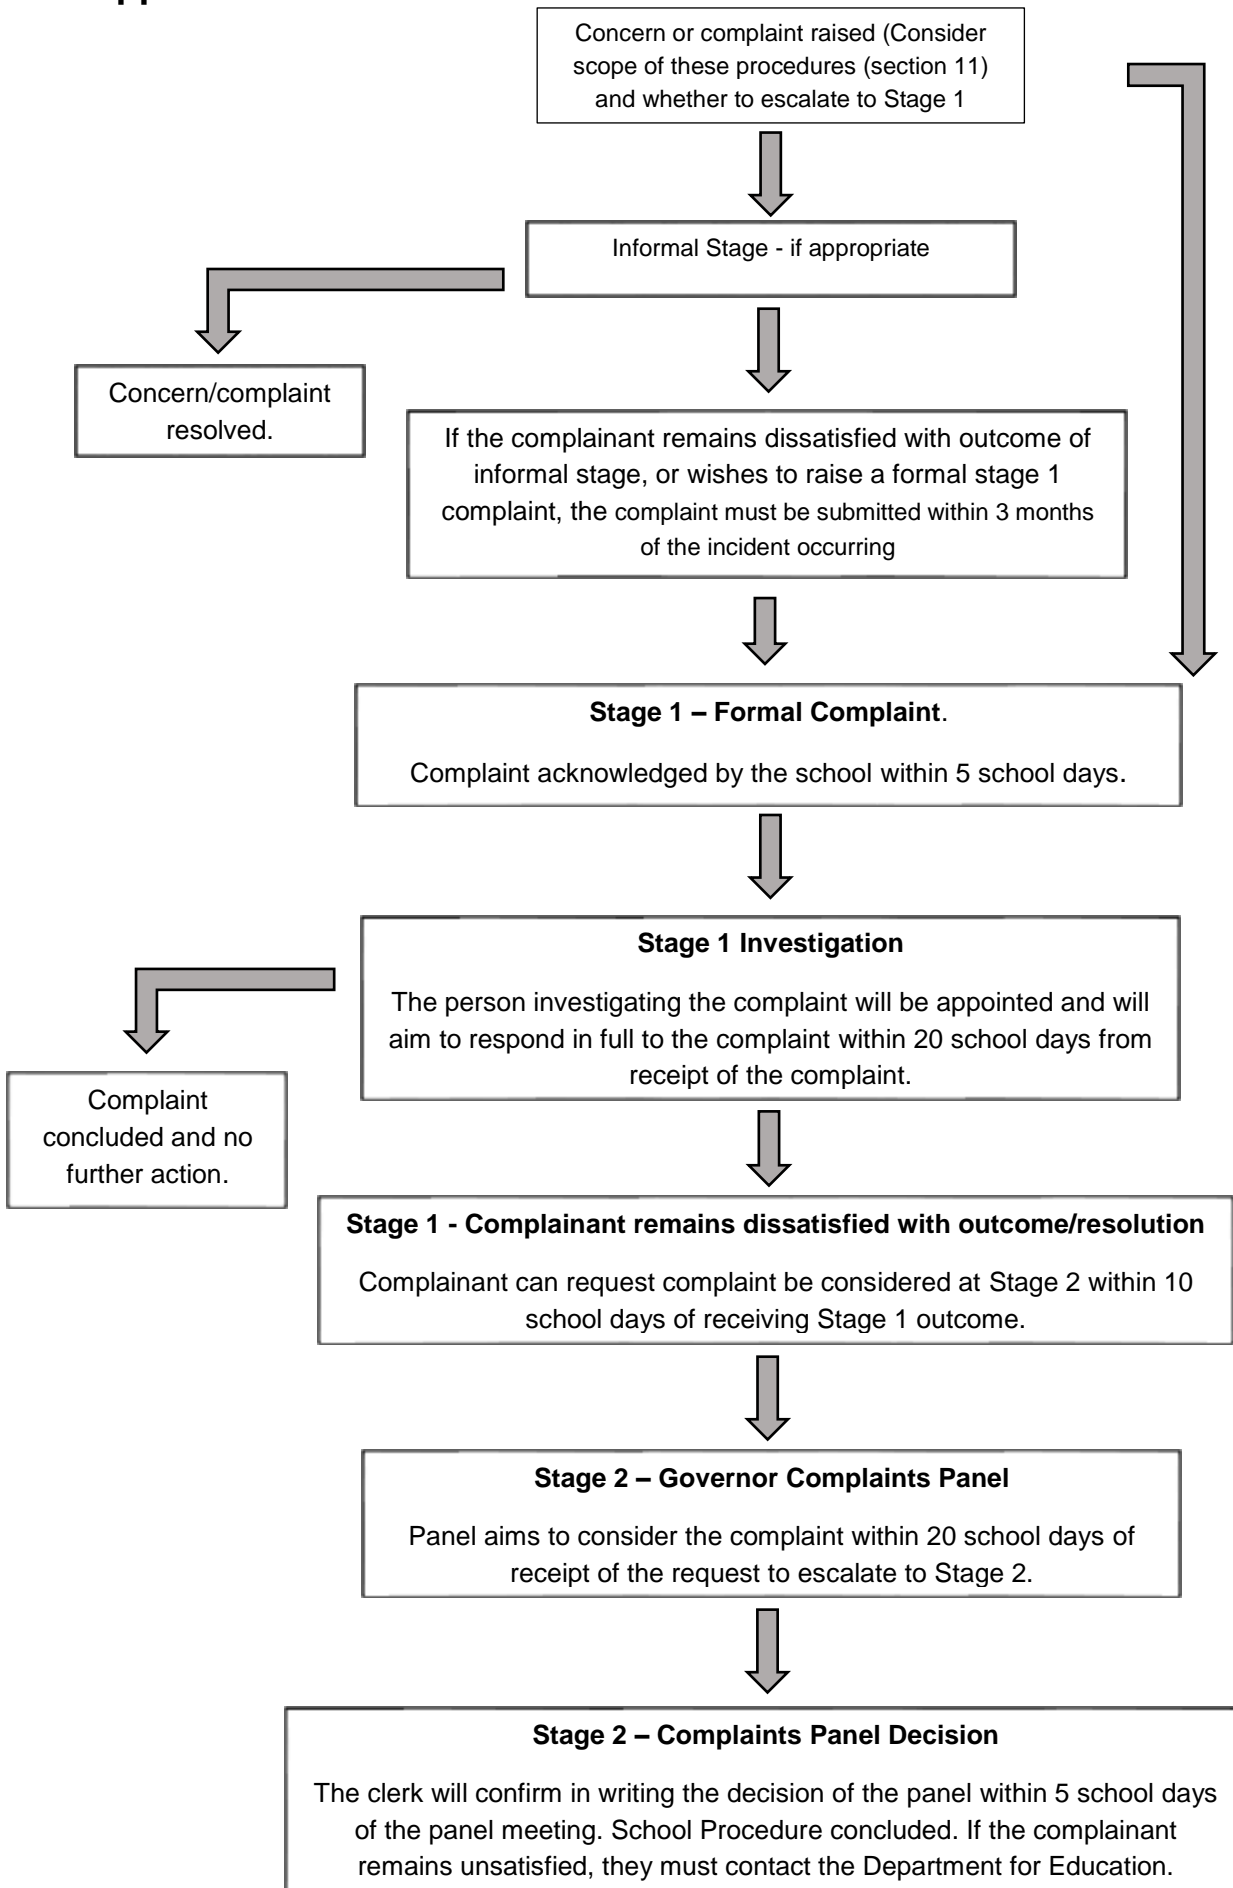 Concern or complaint raised (Consider
scope of these procedures (section 11)
and whether to escalate to Stage 1
Informal Stage - if appropriate
Concern/complaint
resolved.
If the complainant remains dissatisfied with outcome of
informal stage, or wishes to raise a formal stage 1
complaint, the complaint must be submitted within 3 months
of the incident occurring
Stage 1 – Formal Complaint.
Complaint acknowledged by the school within 5 school days.
Stage 1 Investigation
The person investigating the complaint will be appointed and will
aim to respond in full to the complaint within 20 school days from
receipt of the complaint.
Complaint
concluded and no
further action.
Stage 1 - Complainant remains dissatisfied with outcome/resolution
Complainant can request complaint be considered at Stage 2 within 10
school days of receiving Stage 1 outcome.
Stage 2 – Governor Complaints Panel
Panel aims to consider the complaint within 20 school days of
receipt of the request to escalate to Stage 2.
Stage 2 – Complaints Panel Decision
The clerk will confirm in writing the decision of the panel within 5 school days
of the panel meeting. School Procedure concluded. If the complainant
remains unsatisfied, they must contact the Department for Education.